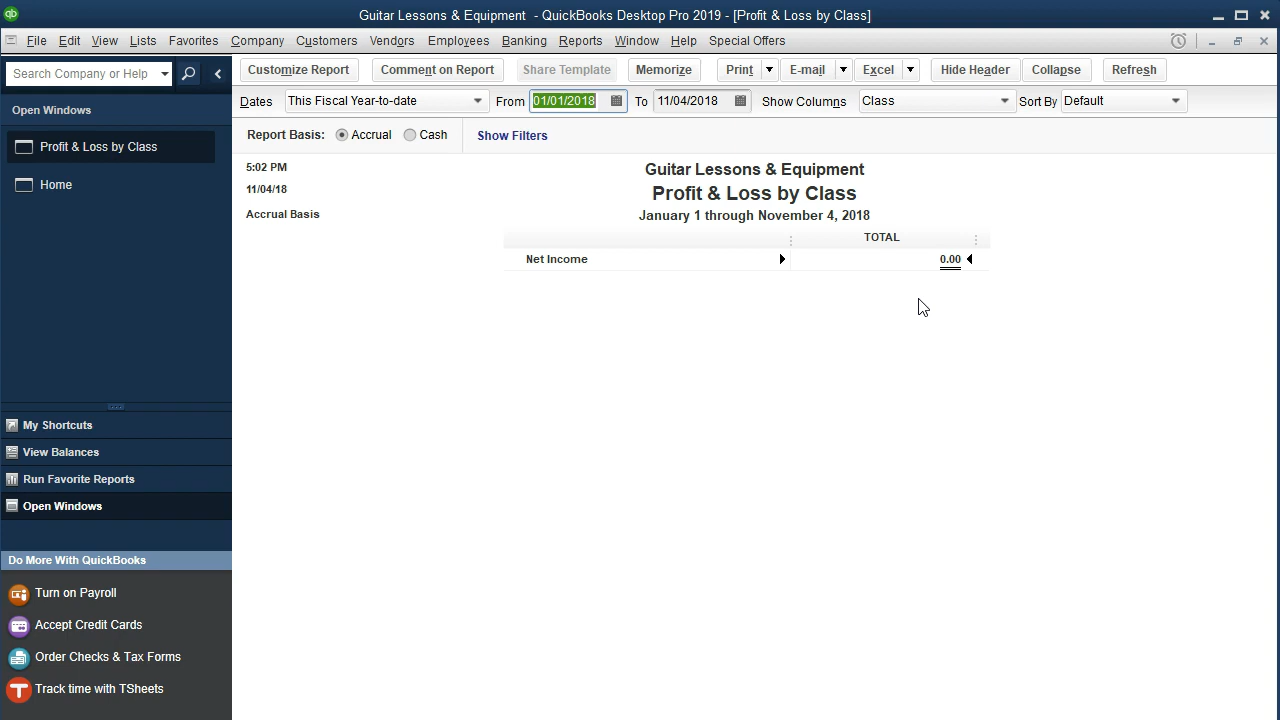 qb
Guitar Lessons & Equipment - QuickBooks Desktop Pro 2019 - [Profit & Loss by Class]
File Edit View Lists Favorites Company Customers Vendors Employees Banking Reports Window Help Special Offers
Search Company or Help
Customize Report Comment on Report Share Template Memorize Print E-mail Excel Hide Header Collapse Refresh
Dates This Fiscal Year-to-date From 01/01/2018 To 11/04/2018 Show Columns Class Sort By Default
Open Windows
Report Basis: Accrual Cash Show Filters
Profit & Loss by Class
Home
5:02 PM
11/04/18
Accrual Basis
Guitar Lessons & Equipment
Profit & Loss by Class
January 1 through November 4, 2018
TOTAL
Net Income 0.00
My Shortcuts
View Balances
Run Favorite Reports
Open Windows
Do More With QuickBooks
Turn on Payroll
Accept Credit Cards
Order Checks & Tax Forms
Track time with TSheets